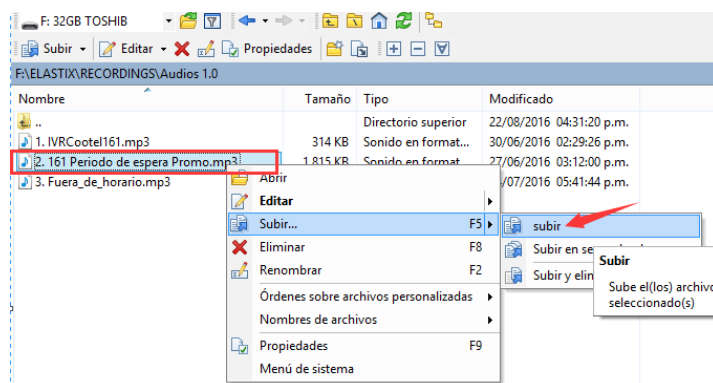 F: 32GB TOSHIB
Subir Editar Propiedades
F:\ELASTIX\RECORDINGS\Audios 1.0
Nombre Tamaño Tipo Modificado
.. Directorio superior 22/08/2016 04:31:20 p.m.
1. IVRCootel161.mp3 314 KB Sonido en format... 30/06/2016 02:29:26 p.m.
2. 161 Periodo de espera Promo.mp3 1.815 KB Sonido en format 27/06/2016 03:12:00 p.m.
3. Fuera_de_horario.mp3 /07/2016 05:41:44 p.m.
Abrir
Editar
Subir... F5
Eliminar F8
Renombrar F2
Órdenes sobre archivos personalizadas
Nombres de archivo
Propiedades F9
Menú de sistema
subir
Subir en se
Subir y elin
Subir
Sube el(los) archivo
seleccionado(s)